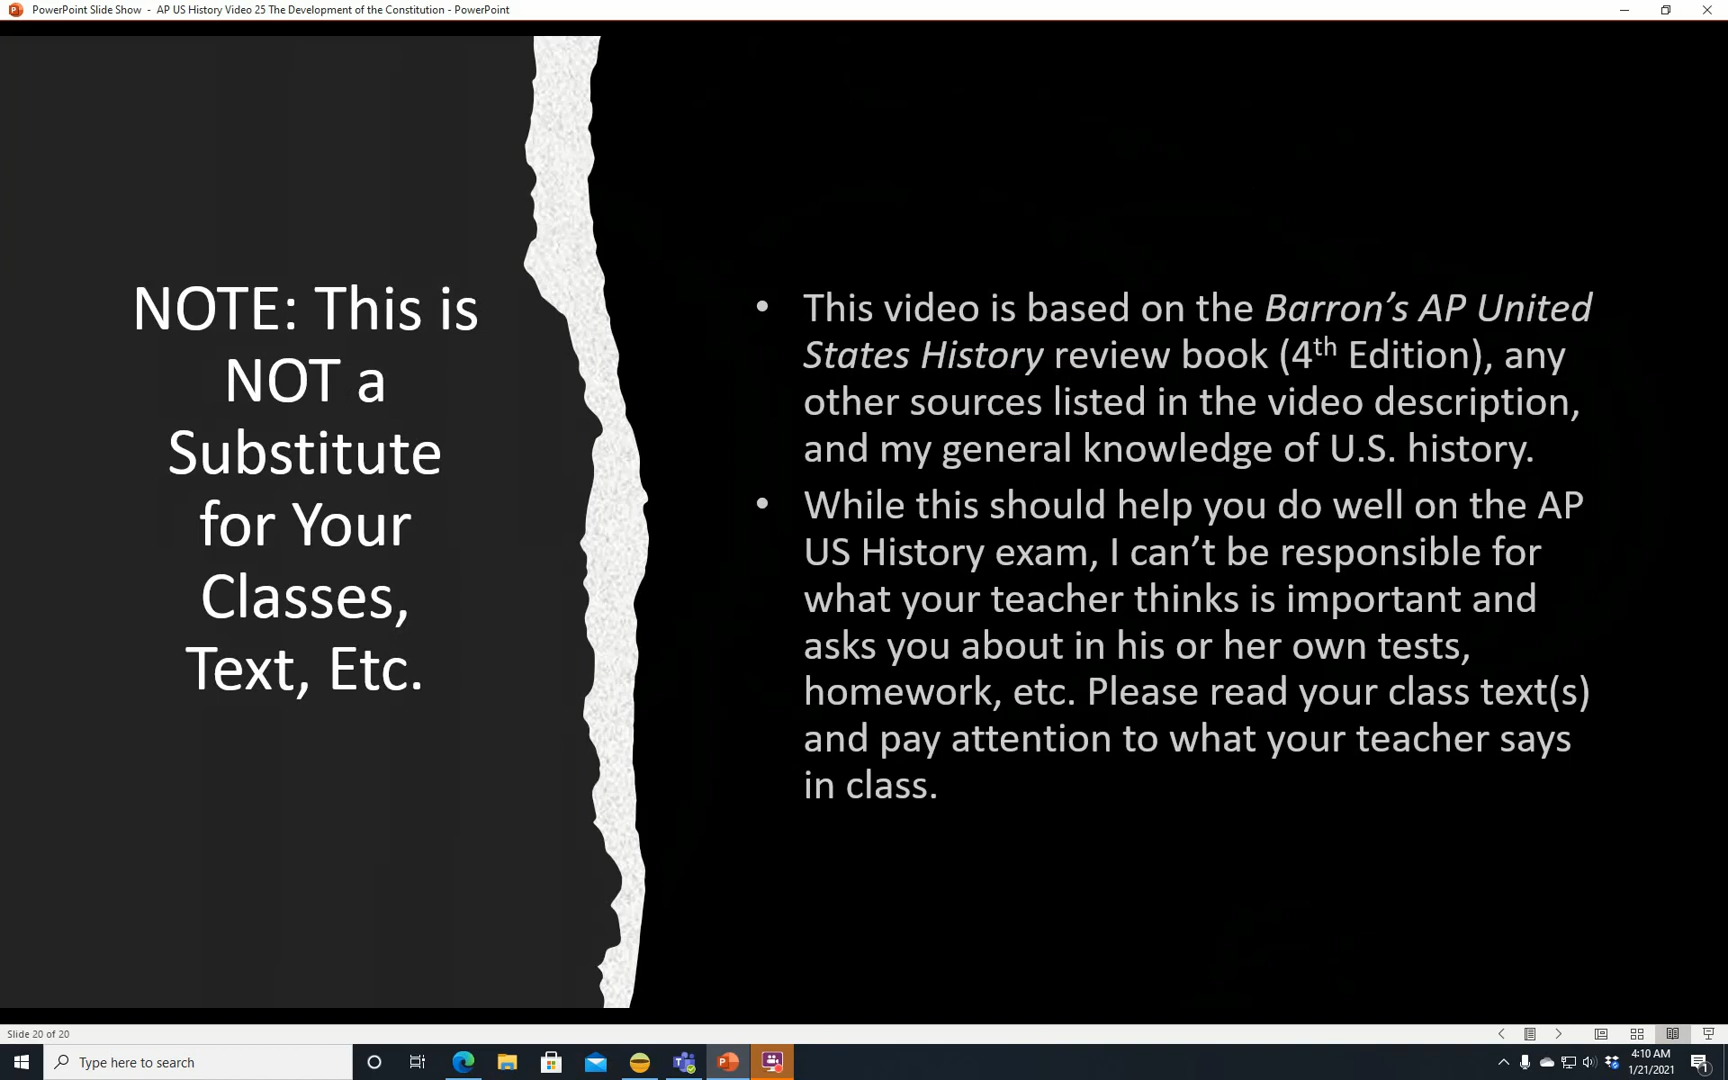 PowerPoint Slide Show - AP US History Video 25 The Development of the Constitution - PowerPoint
NOTE: This is
NOT a
Substitute
for Your
Classes,
Text, Etc.
• This video is based on the Barron’s AP United
States History review book (4th Edition), any
other sources listed in the video description,
and my general knowledge of U.S. history.
• While this should help you do well on the AP
US History exam, I can’t be responsible for
what your teacher thinks is important and
asks you about in his or her own tests,
homework, etc. Please read your class text(s)
and pay attention to what your teacher says
in class.
Slide 20 of 20
Type here to search
4:10 AM
1/21/2021
1